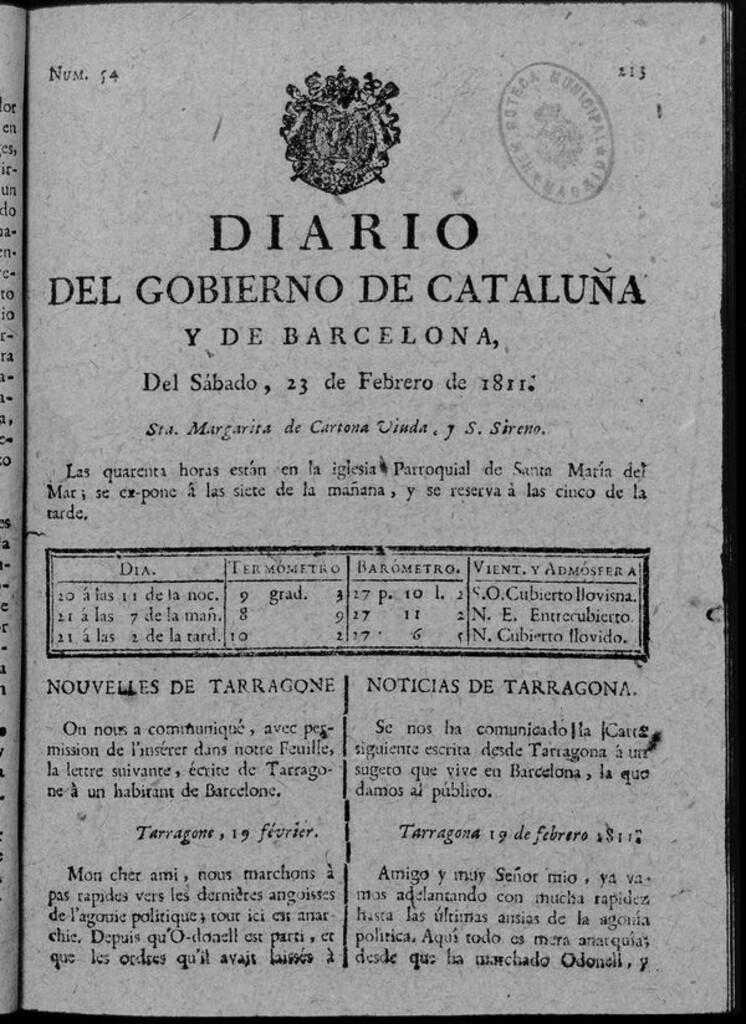 NUM. 54
213
HEMEROTECA MUNICIPAL MADRID
DIARIO
DEL GOBIERNO DE CATALUÑA
Y DE BARCELONA,
Del Sábado, 23 de Febrero de 1811.
Sta. Margarita de Cortona Viuda, y S. Sireno.
Las quarenta horas están en la iglesia Parroquial de Santa María del
Mar; se ex-pone á las siete de la mañana, y se reserva à las cinco de la
tarde.
DIA. TERMÓMETRO BARÓMETRO. VIENT. Y ADMÓSFERA
20 á las 11 de la noc. 9 grad. 3 27 p. 10 l. 2 S.O.Cubierto llovisna.
21 á las 7 de la mañ. 8 9 27 11 2 N. E. Entrecubierto.
21 á las 2 de la tard. 10 2 27 6 5 N. Cubierto llovido.
NOUVELLES DE TARRAGONE
On nous a communiqué, avec per-
mission de l'insérer dans notre Feuille,
la lettre suivante, écrite de Tarrago-
ne à un habitant de Barcelone.
Tarragone, 19 février.
Mon cher ami, nous marchons à
pas rapides vers les dernières angoisses
de l'agonie politique; tout ici est anar-
chie. Depuis qu'O-donell est parti, et
que les ordres qu'il avait laissés à
NOTICIAS DE TARRAGONA.
Se nos ha comunicado la Carta
siguiente escrita desde Tarragona á un
sugeto que vive en Barcelona, la que
damos al público.
Tarragona 19 de febrero 1811.
Amigo y muy Señor mio, ya va-
mos adelantando con mucha rapidez
hasta las últimas ansias de la agonía
política. Aquí todo es mera anarquía;
desde que ha marchado Odonell, y